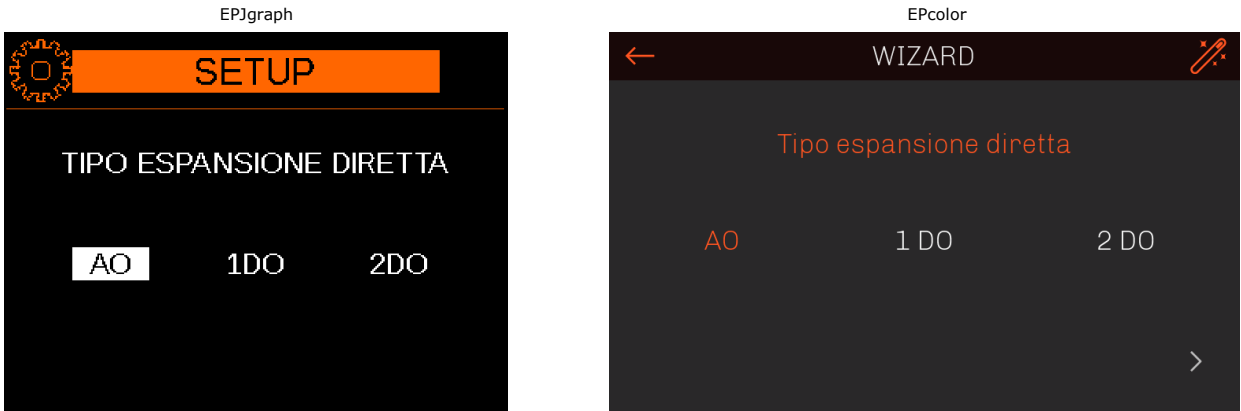 EPJgraph
SETUP
TIPO ESPANSIONE DIRETTA
AO 1DO 2DO
EPcolor
WIZARD
Tipo espansione diretta
AO 1 DO 2 DO